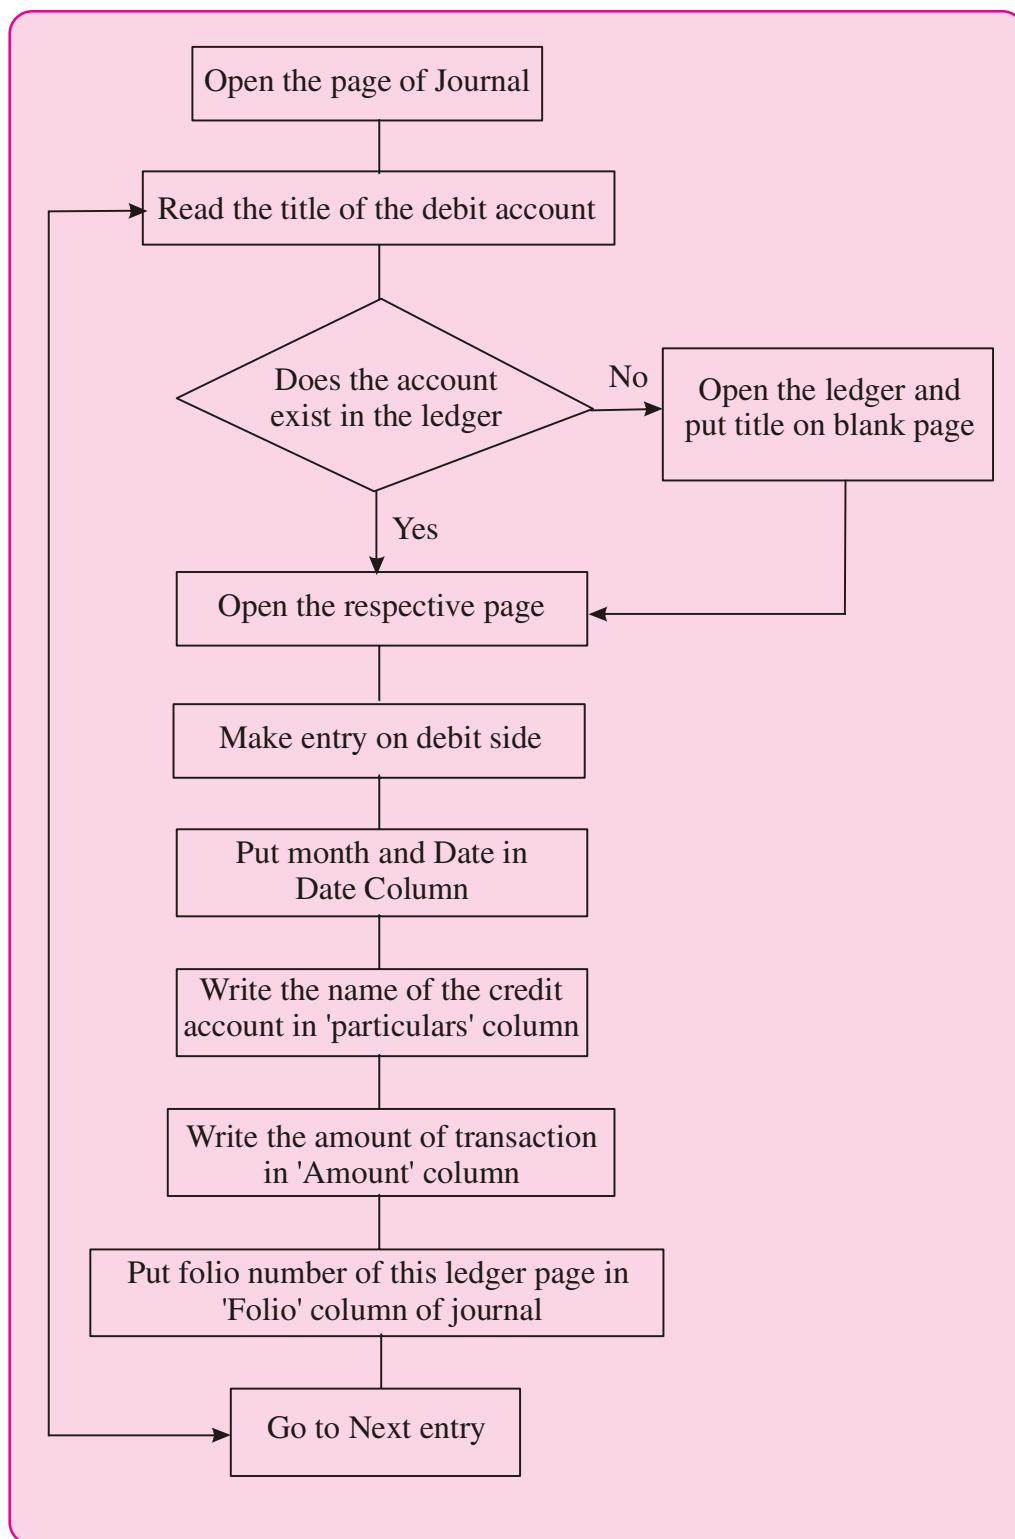 Open the page of Journal
Read the title of the debit account
Does the account
exist in the ledger
No
Open the ledger and
put title on blank page
Yes
Open the respective page
Make entry on debit side
Put month and Date in
Date Column
Write the name of the credit
account in 'particulars' column
Write the amount of transaction
in 'Amount' column
Put folio number of this ledger page in
'Folio' column of journal
Go to Next entry